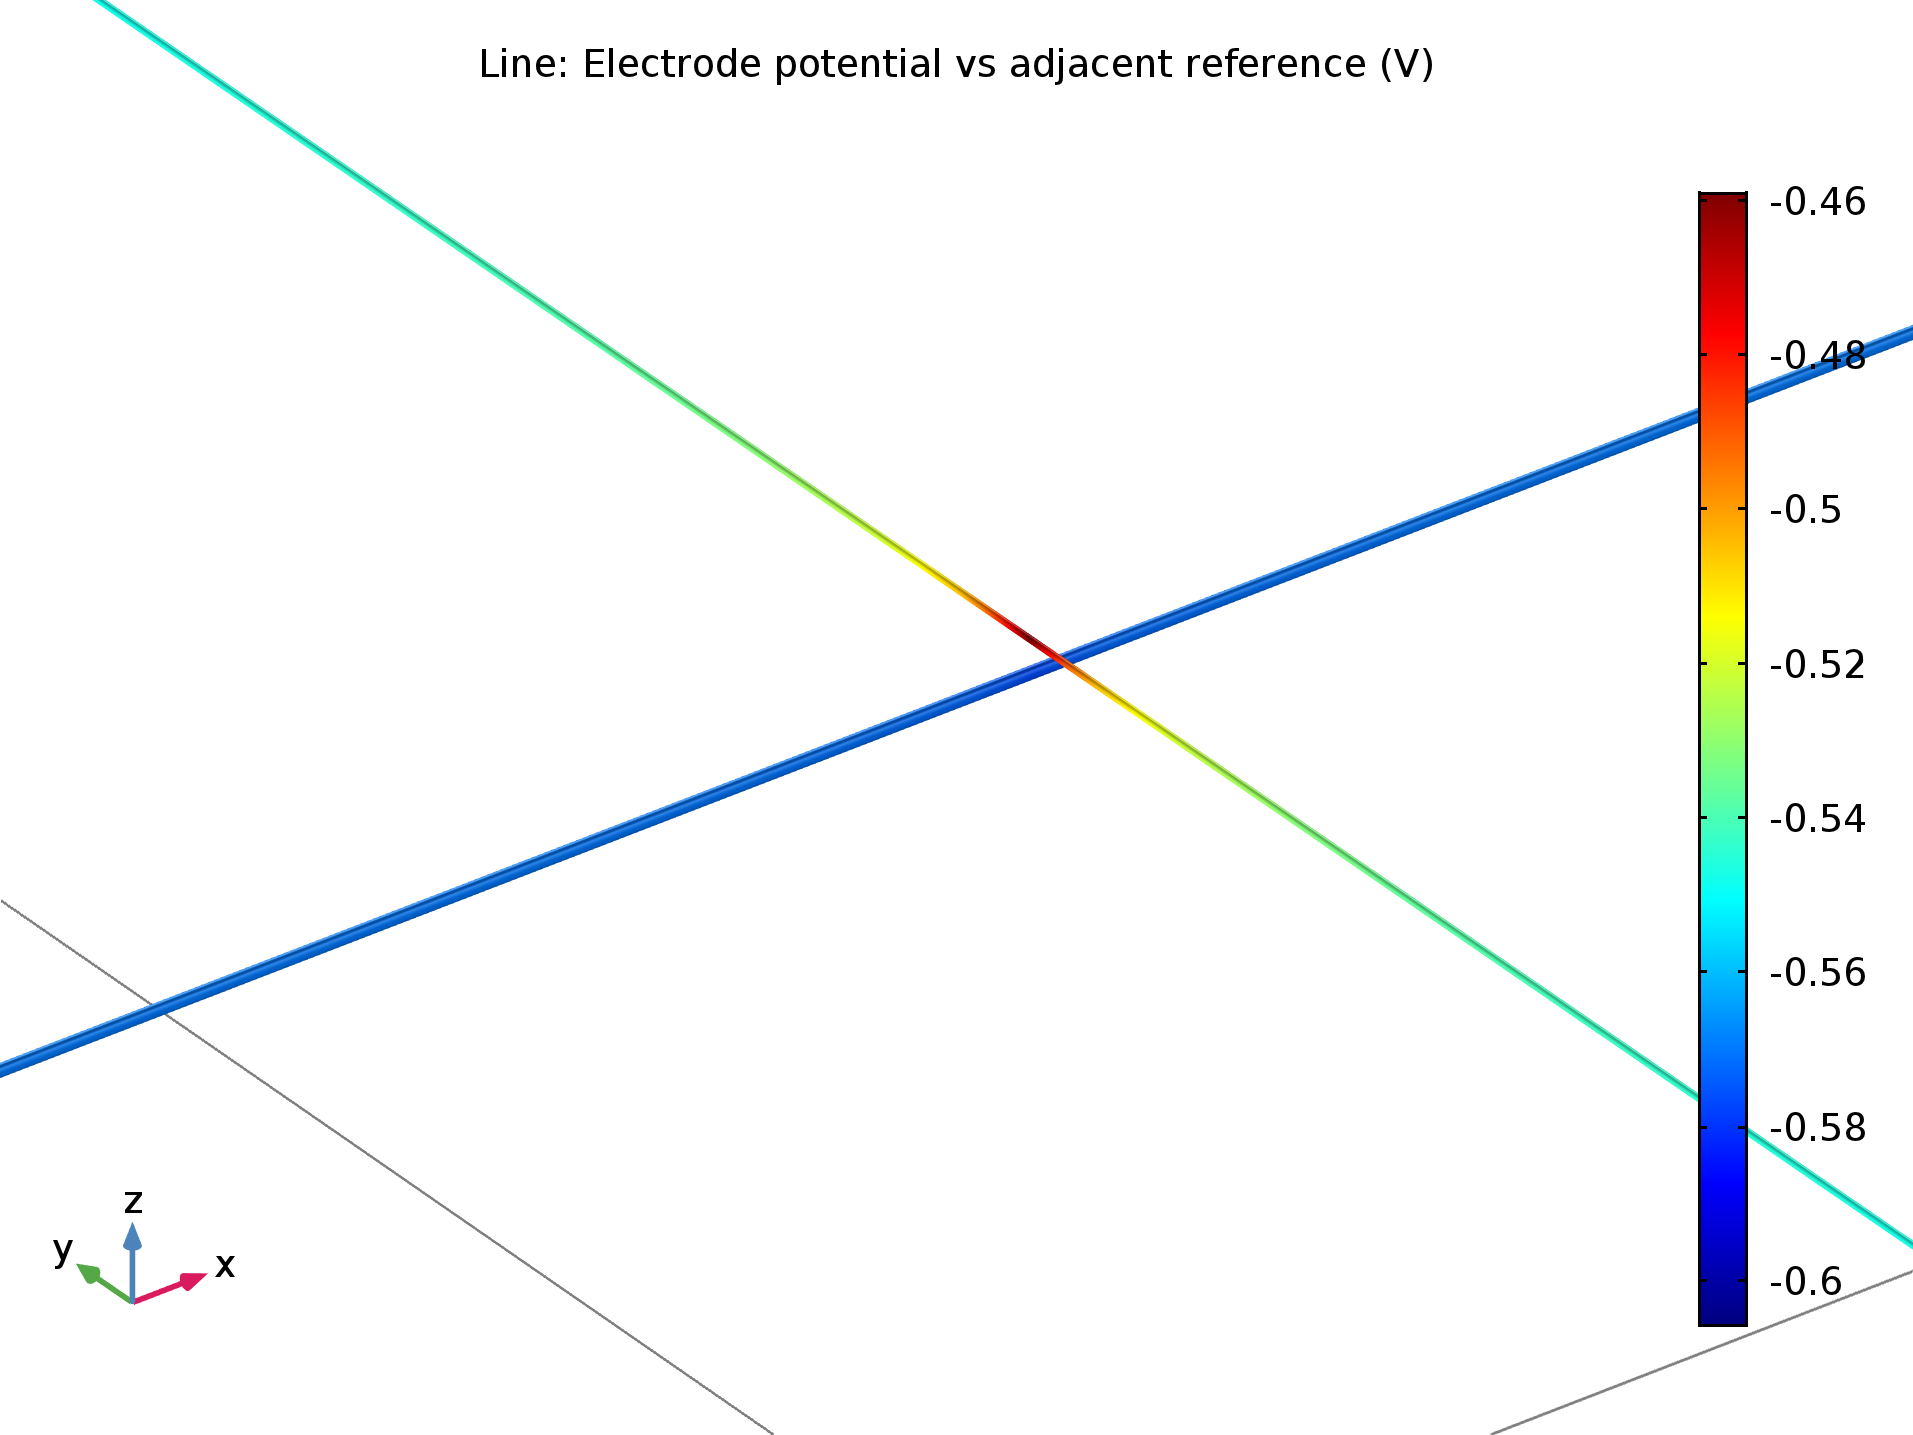 Line: Electrode potential vs adjacent reference (V)
-0.46
-0.48
-0.5
-0.52
-0.54
-0.56
-0.58
-0.6
z
y
x